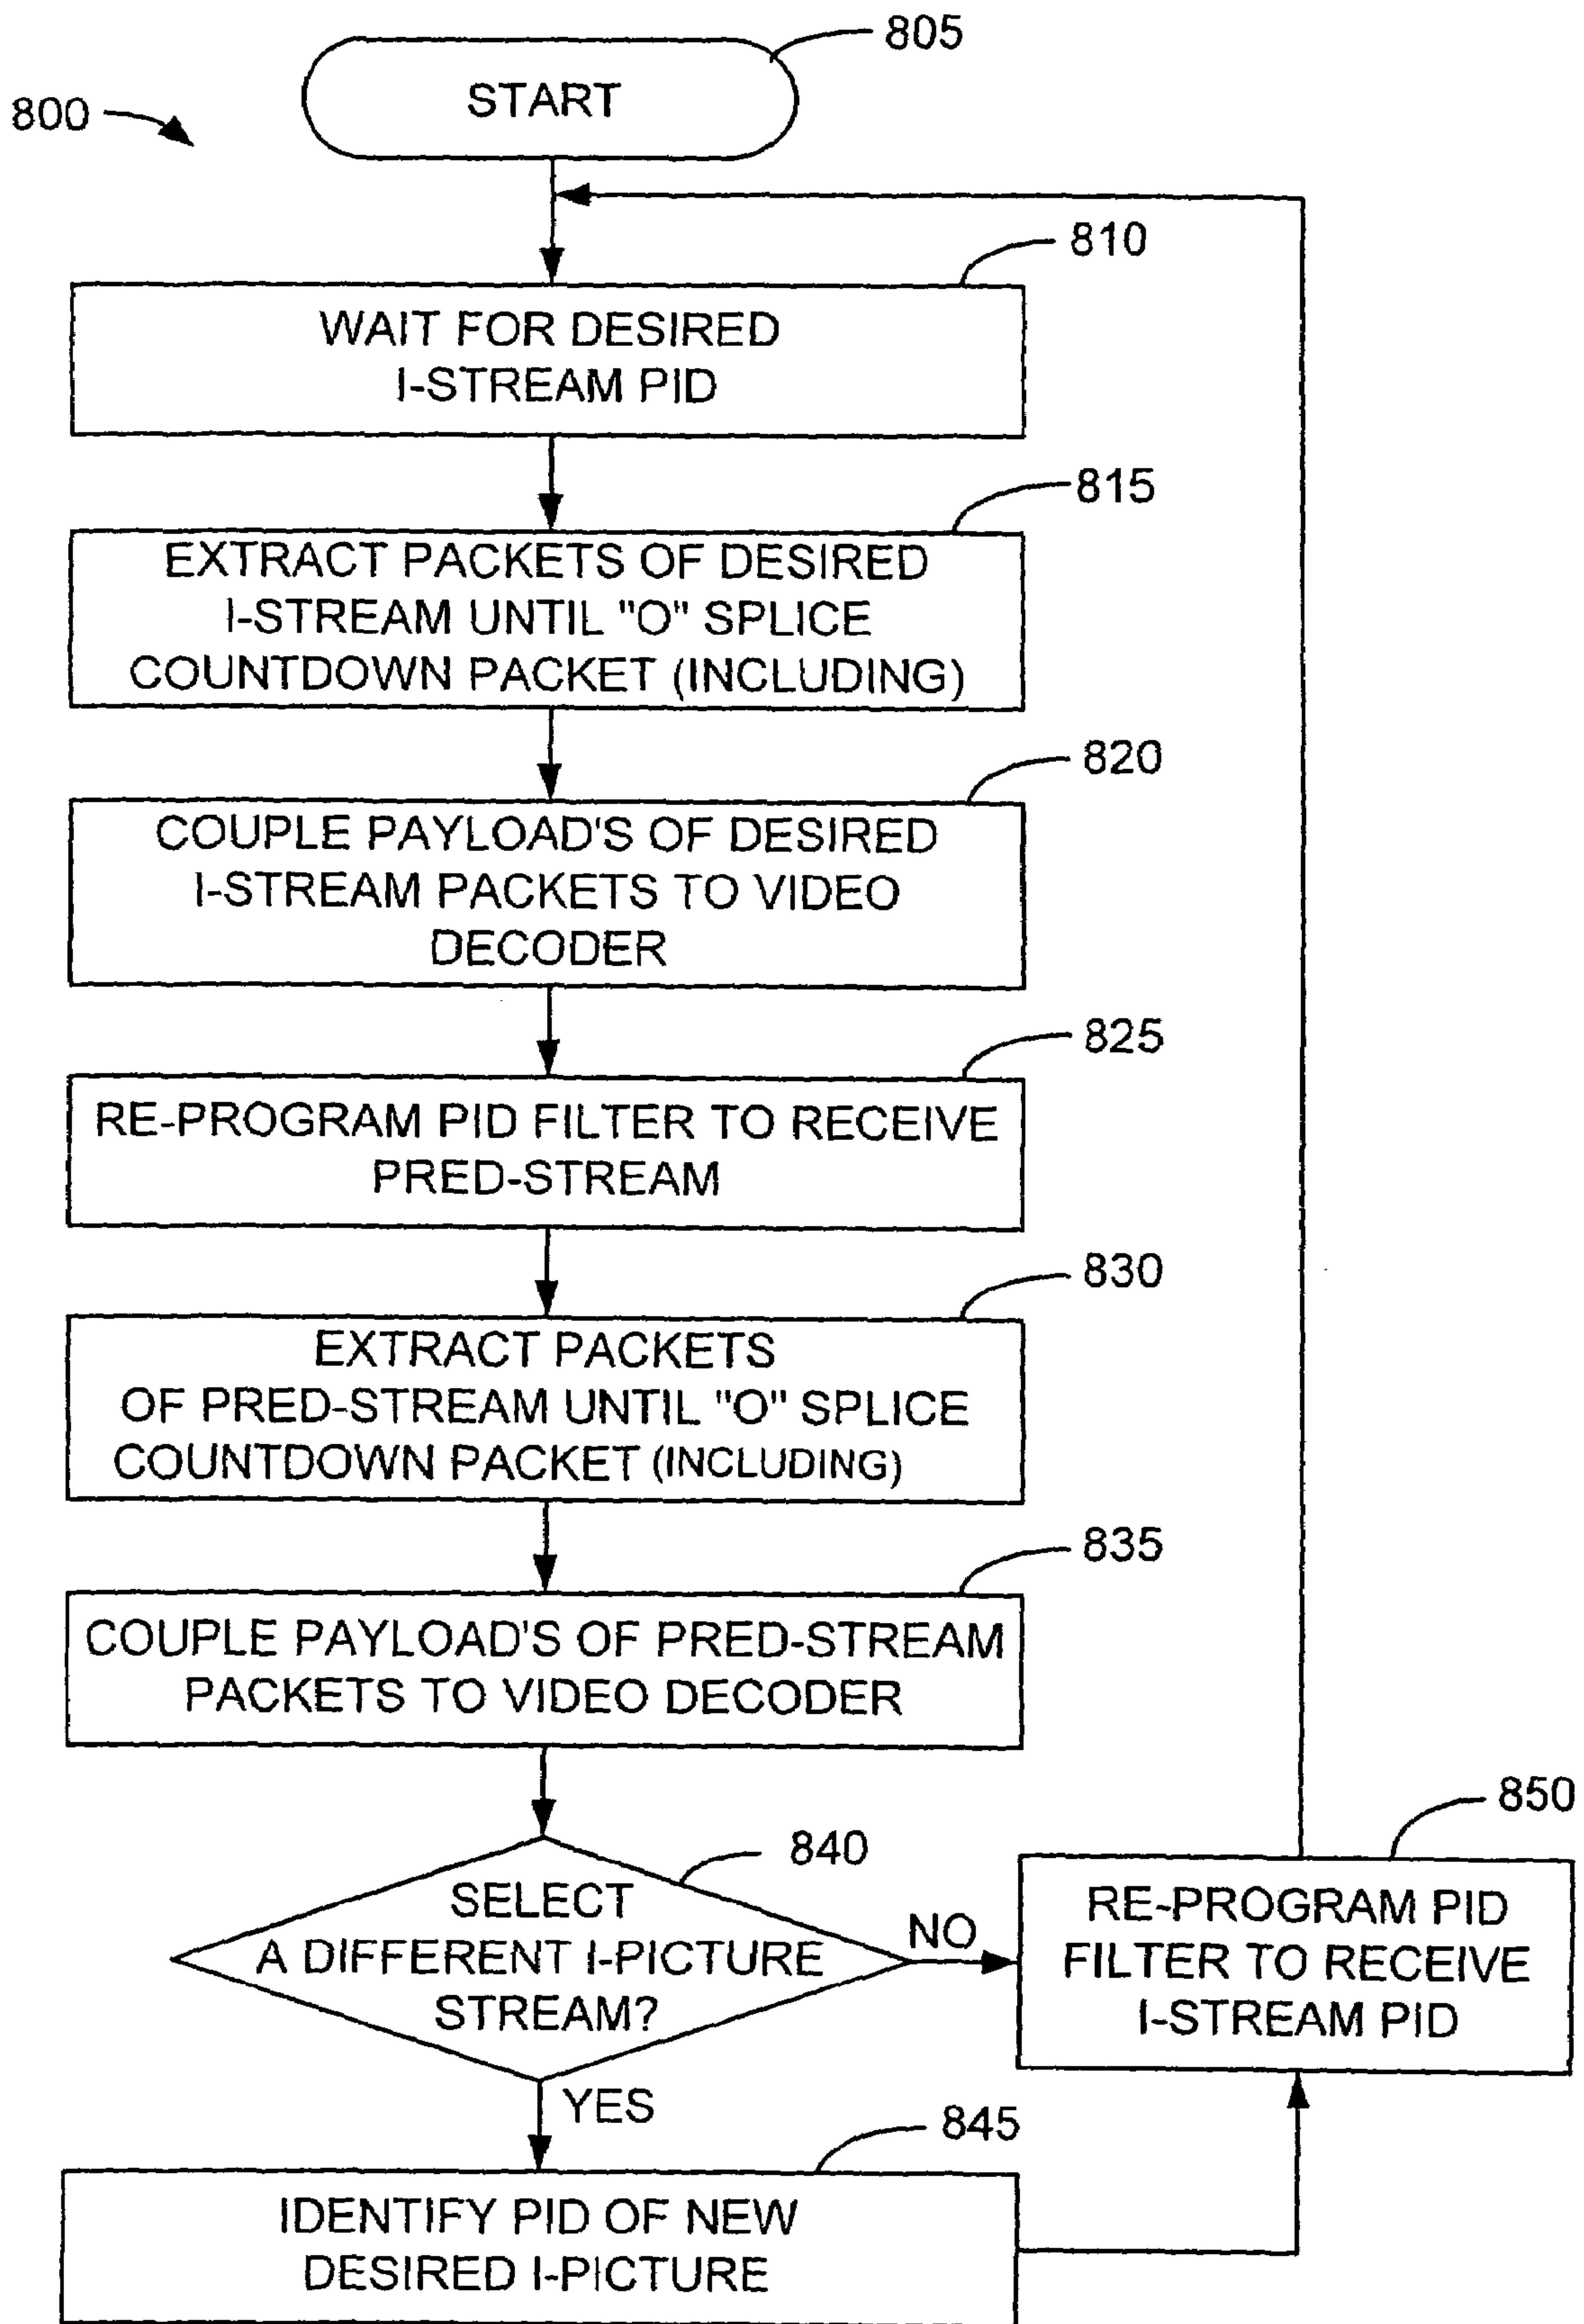 805
START
800
810
WAIT FOR DESIRED
I-STREAM PID
815
EXTRACT PACKETS OF DESIRED
I-STREAM UNTIL "O" SPLICE
COUNTDOWN PACKET (INCLUDING)
820
COUPLE PAYLOAD'S OF DESIRED
I-STREAM PACKETS TO VIDEO
DECODER
825
RE-PROGRAM PID FILTER TO RECEIVE
PRED-STREAM
830
EXTRACT PACKETS
OF PRED-STREAM UNTIL "O" SPLICE
COUNTDOWN PACKET (INCLUDING)
835
COUPLE PAYLOAD'S OF PRED-STREAM
PACKETS TO VIDEO DECODER
840
SELECT
A DIFFERENT I-PICTURE
STREAM?
NO
850
RE-PROGRAM PID
FILTER TO RECEIVE
I-STREAM PID
YES
845
IDENTIFY PID OF NEW
DESIRED I-PICTURE